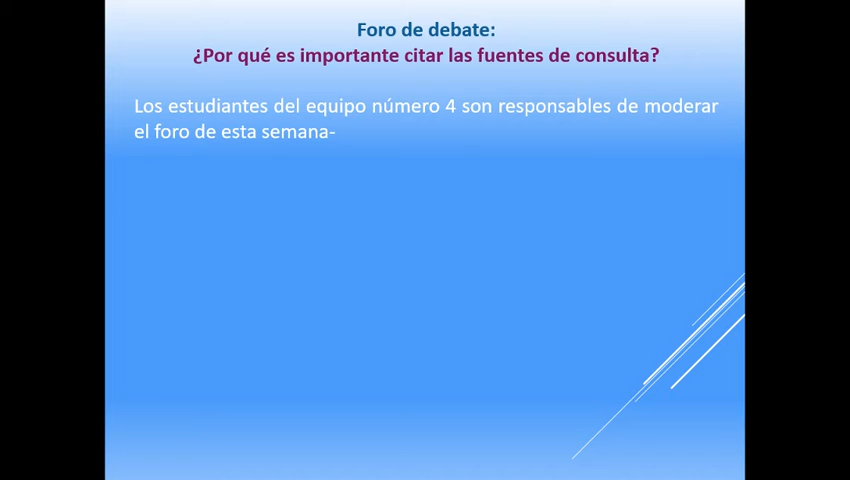 Foro de debate:
¿Por qué es importante citar las fuentes de consulta?
Los estudiantes del equipo número 4 son responsables de moderar
el foro de esta semana-